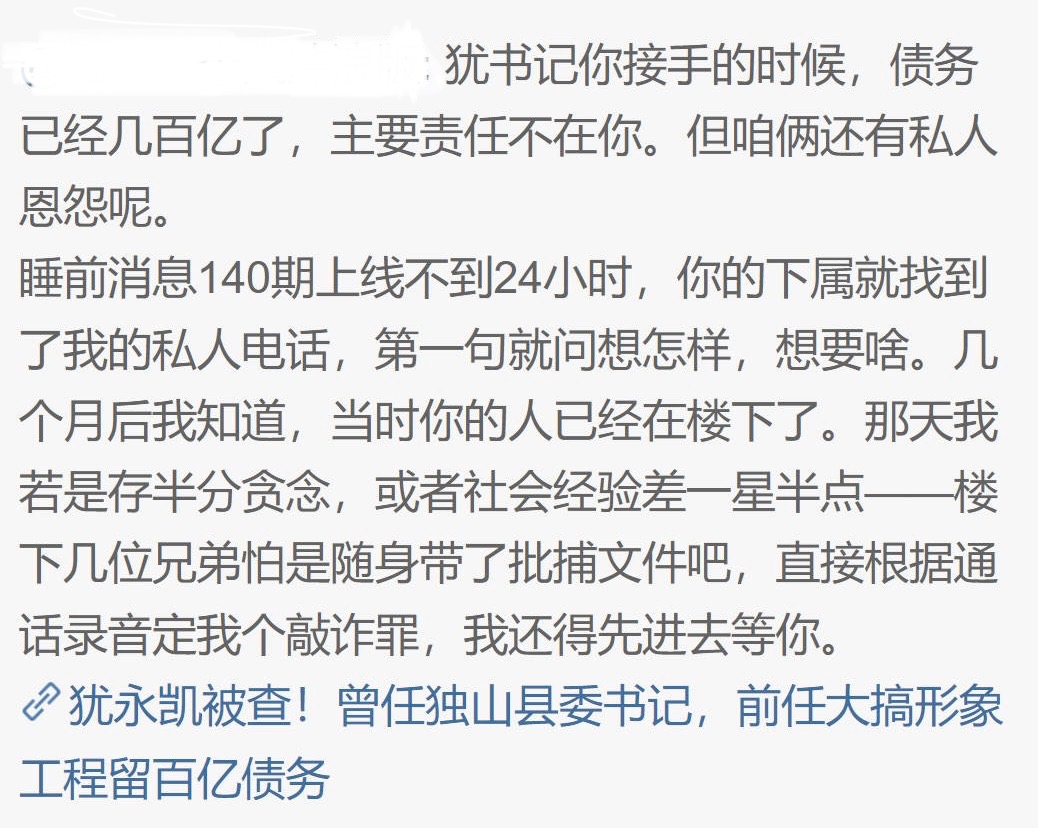 : 犹书记你接手的时候，债务
已经几百亿了，主要责任不在你。但咱俩还有私人
恩怨呢。
睡前消息140期上线不到24小时，你的下属就找到
了我的私人电话，第一句就问想怎样，想要啥。几
个月后我知道，当时你的人已经在楼下了。那天我
若是存半分贪念，或者社会经验差一星半点——楼
下几位兄弟怕是随身带了批捕文件吧，直接根据通
话录音定我个敲诈罪，我还得先进去等你。
犹永凯被查！曾任独山县委书记，前任大搞形象
工程留百亿债务